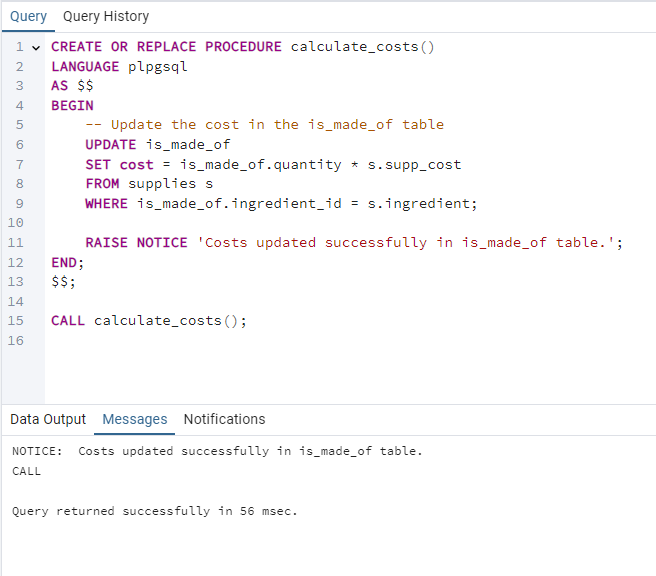 Query Query History
1 CREATE OR REPLACE PROCEDURE calculate_costs()
2 LANGUAGE plpgsql
3 AS $$
4 BEGIN
5 -- Update the cost in the is_made_of table
6 UPDATE is_made_of
7 SET cost = is_made_of.quantity * s.supp_cost
8 FROM supplies s
9 WHERE is_made_of.ingredient_id = s.ingredient;
10
11 RAISE NOTICE 'Costs updated successfully in is_made_of table.';
12 END;
13 $$;
14
15 CALL calculate_costs();
16
Data Output Messages Notifications
NOTICE:  Costs updated successfully in is_made_of table.
CALL
Query returned successfully in 56 msec.